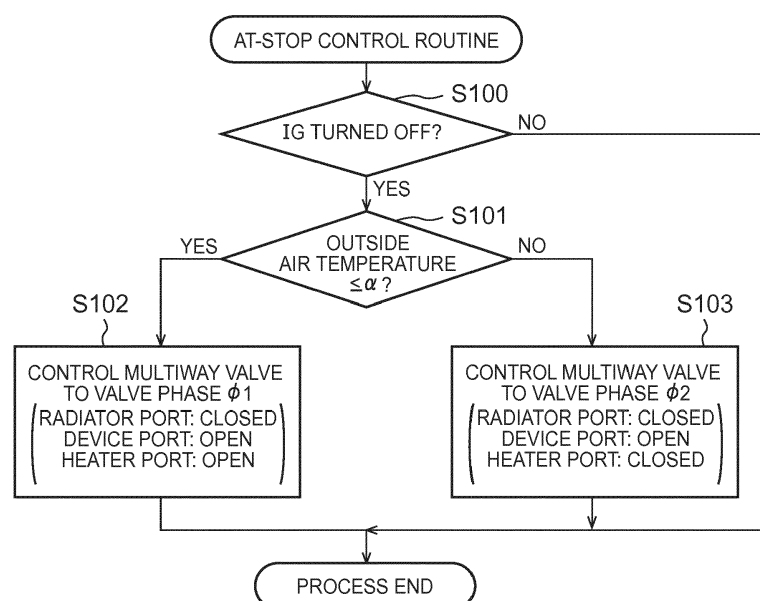 AT-STOP CONTROL ROUTINE
S100
IG TURNED OFF?
NO
YES
S101
OUTSIDE
AIR TEMPERATURE
≤α?
YES
NO
S102
CONTROL MULTIWAY VALVE
TO VALVE PHASE ϕ1
(RADIATOR PORT: CLOSED
DEVICE PORT: OPEN
HEATER PORT: OPEN)
S103
CONTROL MULTIWAY VALVE
TO VALVE PHASE ϕ2
(RADIATOR PORT: CLOSED
DEVICE PORT: OPEN
HEATER PORT: CLOSED)
PROCESS END